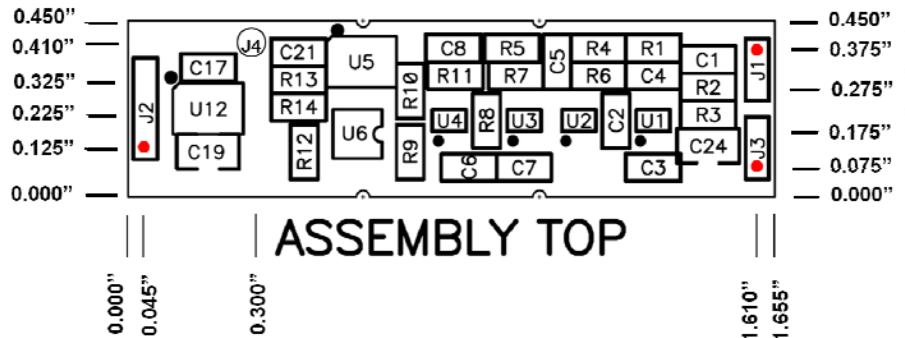 0.450"
0.410"
0.325"
0.225"
0.125"
0.000"
J4
C21
U5
C8
R5
C5
R4
R1
C1
J1
C17
R13
R10
R11
R7
R6
C4
R2
J2
U12
R14
U6
U4
R8
U3
U2
C2
U1
R3
C19
R12
R9
C6
C7
C3
C24
J3
0.450"
0.375"
0.275"
0.175"
0.075"
0.000"
ASSEMBLY TOP
0.000"
0.045"
0.300"
1.610"
1.655"